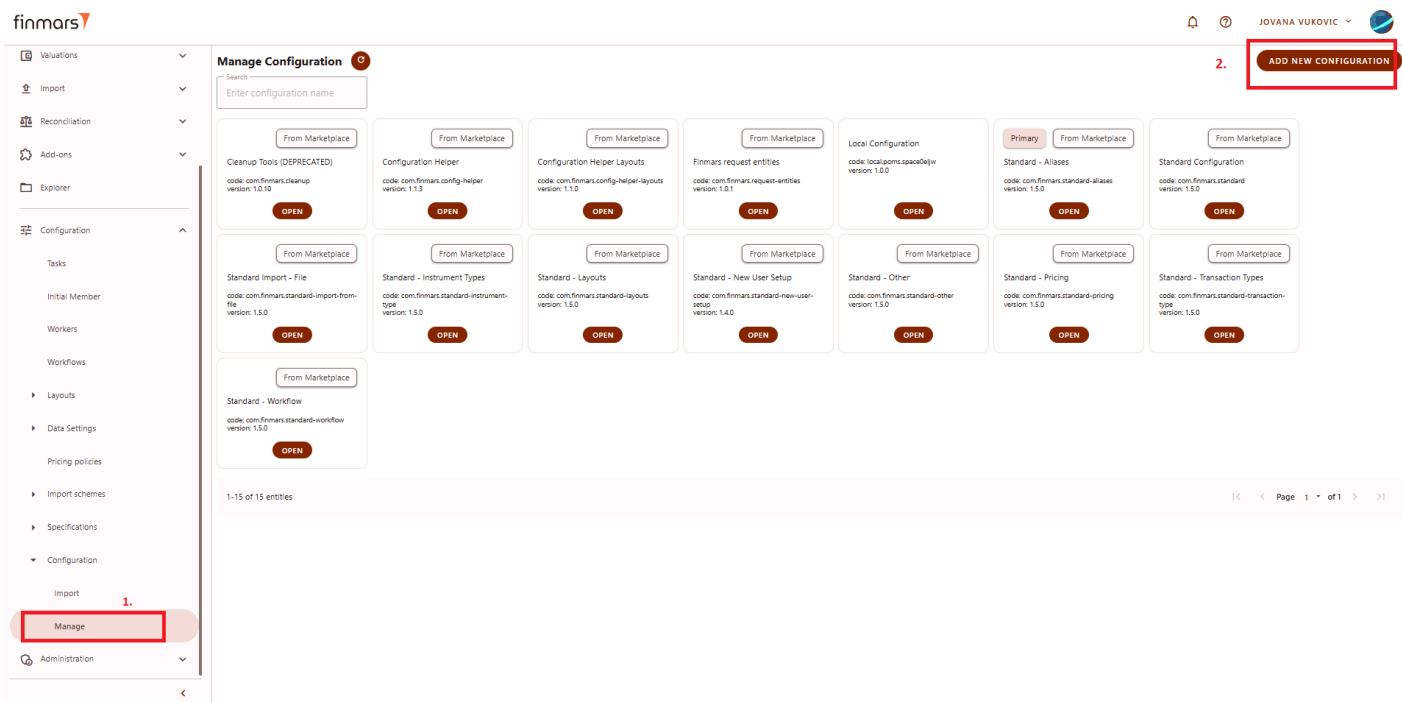 finmars
JOVANA VUKOVIC
Valuations
Import
Reconciliation
Add-ons
Explorer
Configuration
Tasks
Initial Member
Workers
Workflows
Layouts
Data Settings
Pricing policies
Import schemes
Specifications
Configuration
Import
1.
Manage
Administration
Manage Configuration
2.
ADD NEW CONFIGURATION
Search
Enter configuration name
From Marketplace
Cleanup Tools (DEPRECATED)
code: com.finmars.cleanup
version: 1.0.10
OPEN
From Marketplace
Configuration Helper
code: com.finmars.config-helper
version: 1.1.3
OPEN
From Marketplace
Configuration Helper Layouts
code: com.finmars.config-helper-layouts
version: 1.1.0
OPEN
From Marketplace
Finmars request entities
code: com.finmars.request-entities
version: 1.0.1
OPEN
Local Configuration
code: local.poms.space0eljw
version: 1.0.0
OPEN
Primary From Marketplace
Standard - Aliases
code: com.finmars.standard-aliases
version: 1.5.0
OPEN
From Marketplace
Standard Configuration
code: com.finmars.standard
version: 1.5.0
OPEN
From Marketplace
Standard Import - File
code: com.finmars.standard-import-from-
file
version: 1.5.0
OPEN
From Marketplace
Standard - Instrument Types
code: com.finmars.standard-instrument-
type
version: 1.5.0
OPEN
From Marketplace
Standard - Layouts
code: com.finmars.standard-layouts
version: 1.5.0
OPEN
From Marketplace
Standard - New User Setup
code: com.finmars.standard-new-user-
setup
version: 1.4.0
OPEN
From Marketplace
Standard - Other
code: com.finmars.standard-other
version: 1.5.0
OPEN
From Marketplace
Standard - Pricing
code: com.finmars.standard-pricing
version: 1.5.0
OPEN
From Marketplace
Standard - Transaction Types
code: com.finmars.standard-transaction-
type
version: 1.5.0
OPEN
From Marketplace
Standard - Workflow
code: com.finmars.standard-workflow
version: 1.5.0
OPEN
1-15 of 15 entities
Page 1 of 1